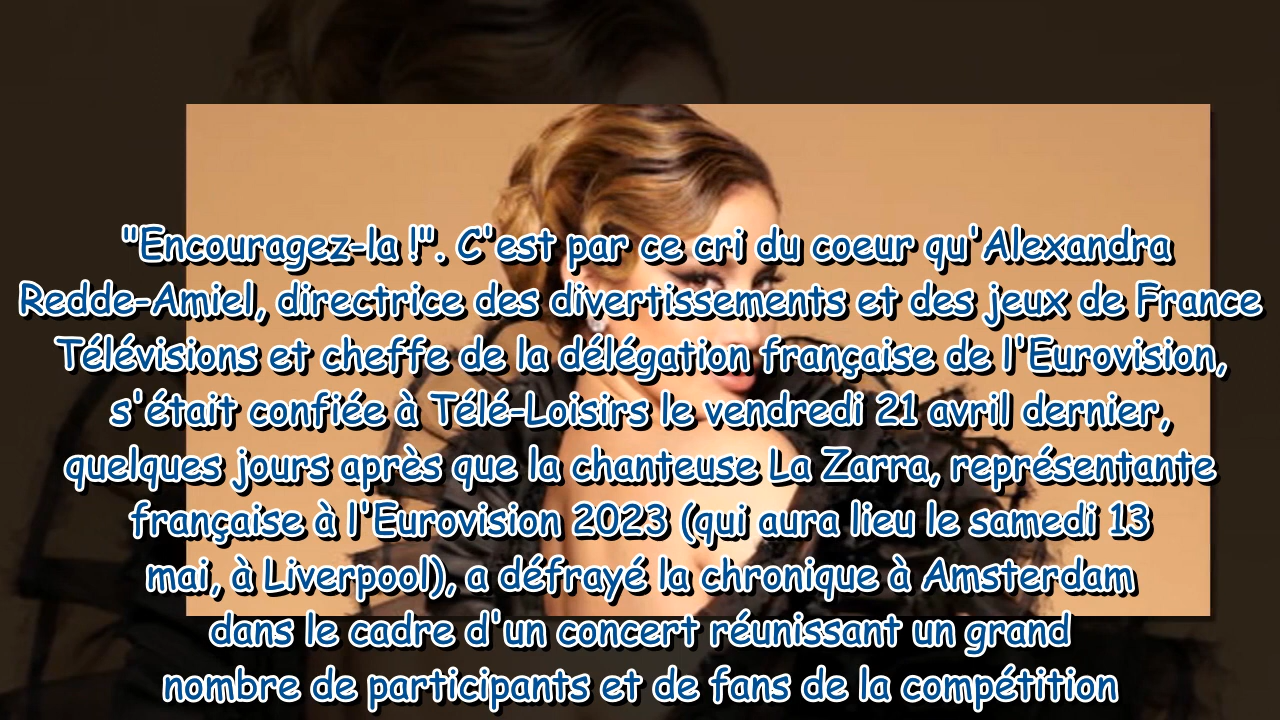 "Encouragez-la !". C'est par ce cri du coeur qu'Alexandra
Redde-Amiel, directrice des divertissements et des jeux de France
Télévisions et cheffe de la délégation française de l'Eurovision,
s'était confiée à Télé-Loisirs le vendredi 21 avril dernier,
quelques jours après que la chanteuse La Zarra, représentante
française à l'Eurovision 2023 (qui aura lieu le samedi 13
mai, à Liverpool), a défrayé la chronique à Amsterdam
dans le cadre d'un concert réunissant un grand
nombre de participants et de fans de la compétition